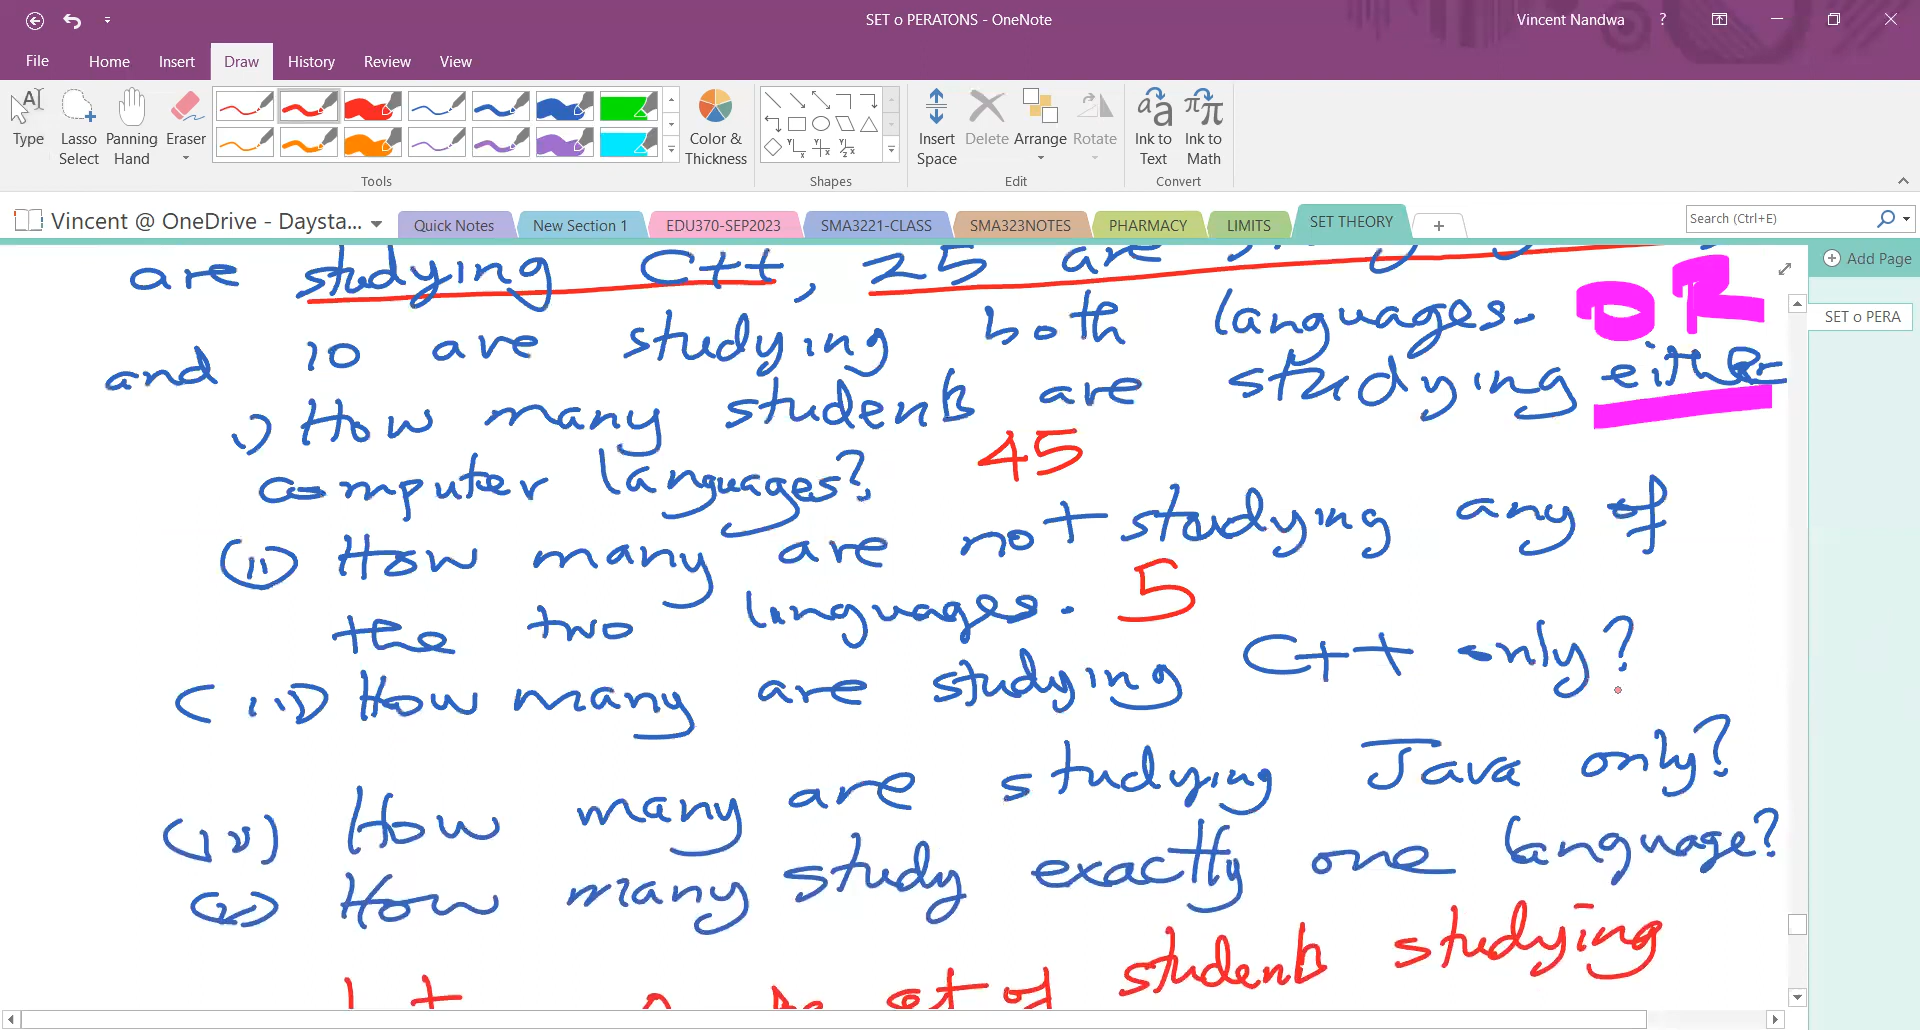 SET o PERATONS - OneNote
Vincent Nandwa
?
File
Home
Insert
Draw
History
Review
View
Type
Lasso Select
Panning Hand
Eraser
Color & Thickness
Insert Space
Delete
Arrange
Rotate
Ink to Text
Ink to Math
Tools
Shapes
Edit
Convert
Vincent @ OneDrive - Daysta...
Quick Notes
New Section 1
EDU370-SEP2023
SMA3221-CLASS
SMA323NOTES
PHARMACY
LIMITS
SET THEORY
+
Search (Ctrl+E)
Add Page
SET o PERA
are studying C++, 25 are
and 10 are studying both languages. OR
i) How many students are studying either
computer languages? 45
(ii) How many are not studying any of
the two languages. 5
(iii) How many are studying C++ only?
(iv) How many are studying Java only?
(v) How many study exactly one language?
set of students studying